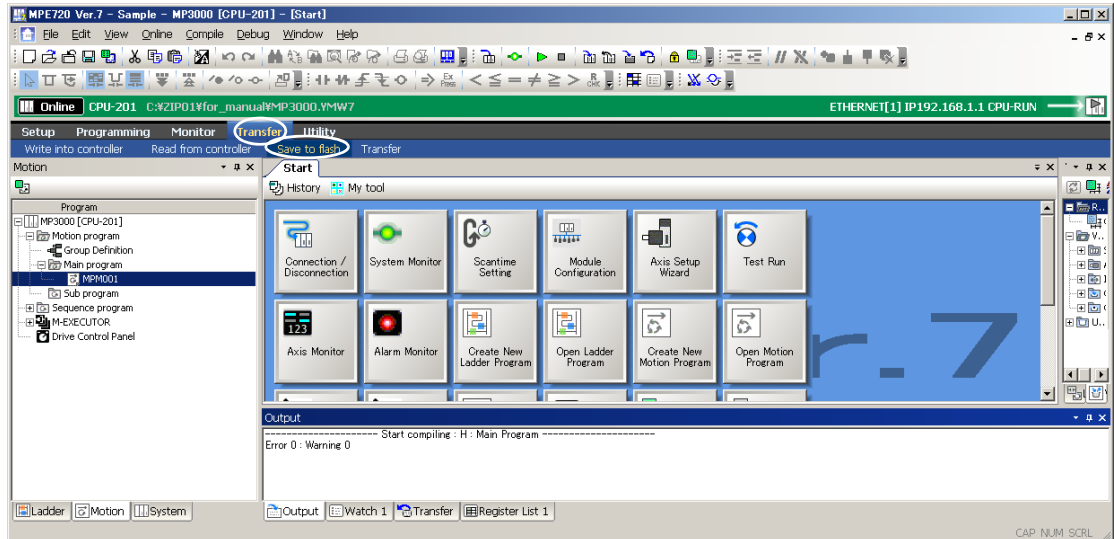 MPE720 Ver.7 - Sample - MP3000 [CPU-201] - [Start]
File Edit View Online Compile Debug Window Help
Online CPU-201 C:¥ZIP01¥for_manual¥MP3000.YMW7 ETHERNET[1] IP192.168.1.1 CPU-RUN
Setup Programming Monitor Transfer Utility
Write into controller Read from controller Save to flash Transfer
Motion
Start
History My tool
Program
MP3000 [CPU-201]
Motion program
Group Definition
Main program
MPM001
Sub program
Sequence program
M-EXECUTOR
Drive Control Panel
Connection / Disconnection
System Monitor
Scantime Setting
Module Configuration
Axis Setup Wizard
Test Run
123
Axis Monitor
Alarm Monitor
Create New Ladder Program
Open Ladder Program
Create New Motion Program
Open Motion Program
r.7
R..
V..
U..
Output
-------------------- Start compiling : H : Main Program --------------------
Error 0 : Warning 0
Ladder Motion System
Output Watch 1 Transfer Register List 1
CAP NUM SCRL